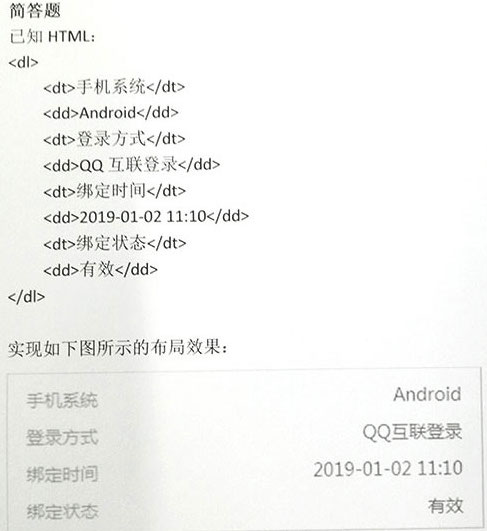 简答题
已知 HTML:
<dl>
<dt>手机系统</dt>
<dd>Android</dd>
<dt>登录方式</dt>
<dd>QQ 互联登录</dd>
<dt>绑定时间</dt>
<dd>2019-01-02 11:10</dd>
<dt>绑定状态</dt>
<dd>有效</dd>
</dl>
实现如下图所示的布局效果:
手机系统 Android
登录方式 QQ互联登录
绑定时间 2019-01-02 11:10
绑定状态 有效